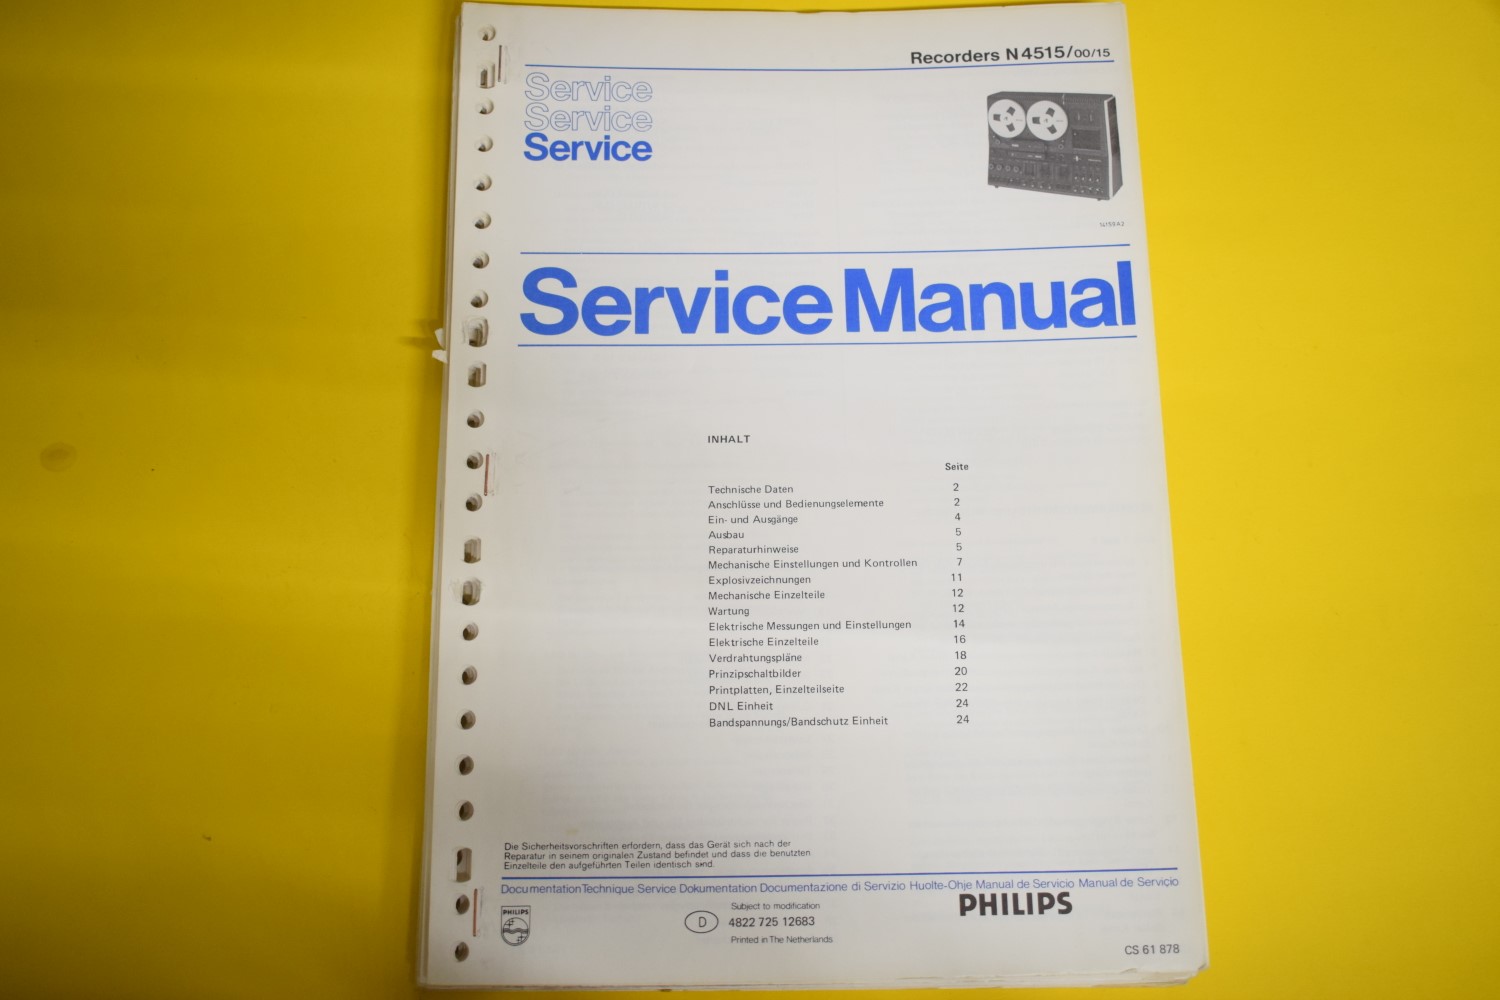 Recorders N4515/00/15
Service
Service
Service
1415542
Service Manual
INHALT
Seite
Technische Daten 2
Anschlüsse und Bedienungselemente 2
Ein- und Ausgänge 4
Ausbau 5
Reparaturhinweise 5
Mechanische Einstellungen und Kontrollen 7
Explosivzeichnungen 11
Mechanische Einzelteile 12
Wartung 12
Elektrische Messungen und Einstellungen 14
Elektrische Einzelteile 16
Verdrahtungspläne 18
Prinzipschaltbilder 20
Printplatten, Einzelteilseite 22
DNL Einheit 24
Bandspannungs/Bandschutz Einheit 24
Die Sicherheitsvorschriften erfordern, dass das Gerät sich nach der
Reparatur in seinem originalen Zustand befindet und dass die benutzten
Einzelteile den aufgeführten Teilen identisch sind.
Documentation Technique Service Dokumentation Documentazione di Servizio Huolte-Ohje Manual de Servicio Manual de Serviçio
PHILIPS
D
Subject to modification
4822 725 12683
Printed in The Netherlands
PHILIPS
CS 61 878